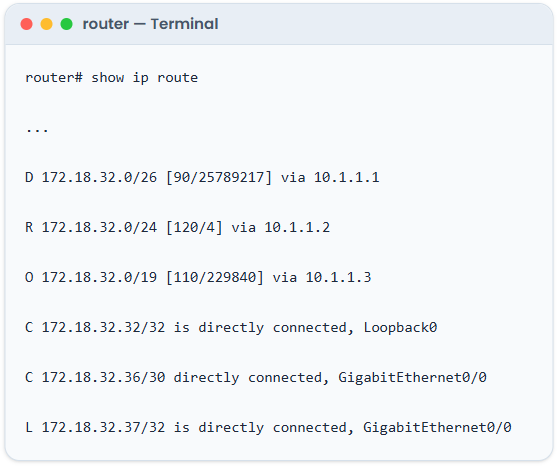 router — Terminal
router# show ip route
...
D 172.18.32.0/26 [90/25789217] via 10.1.1.1
R 172.18.32.0/24 [120/4] via 10.1.1.2
O 172.18.32.0/19 [110/229840] via 10.1.1.3
C 172.18.32.32/32 is directly connected, Loopback0
C 172.18.32.36/30 directly connected, GigabitEthernet0/0
L 172.18.32.37/32 is directly connected, GigabitEthernet0/0